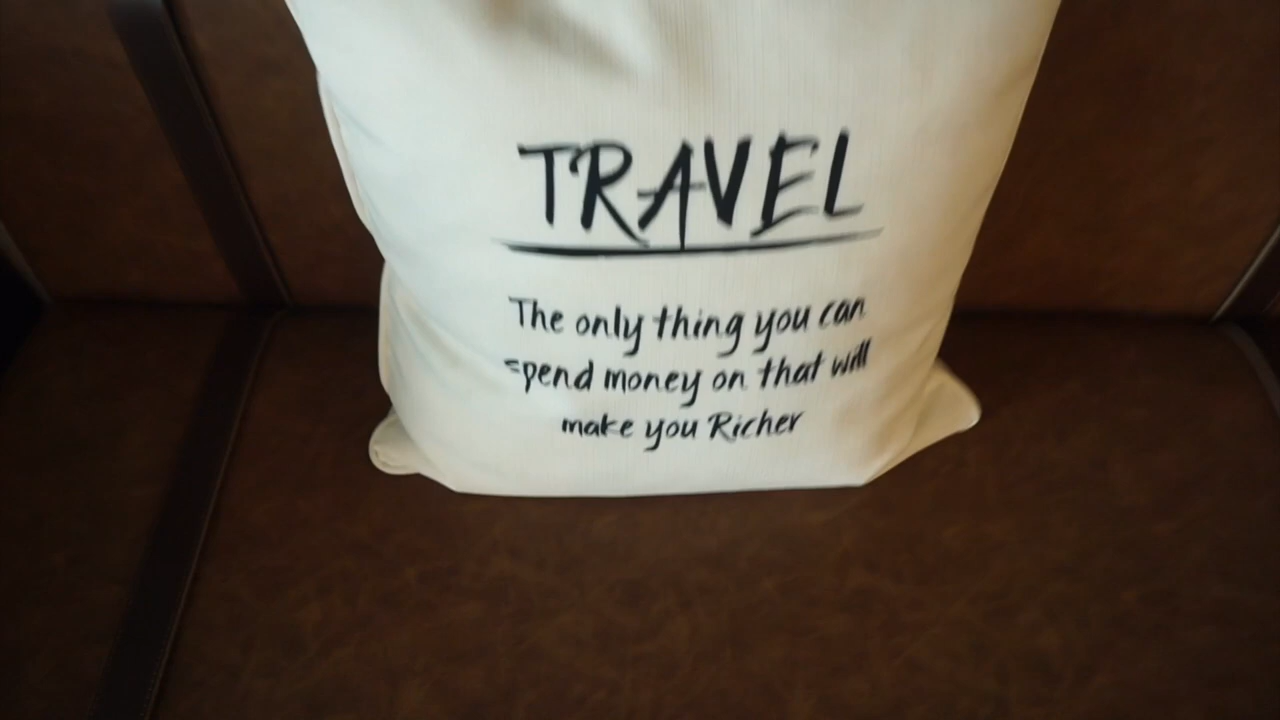 TRAVEL
The only thing you can
spend money on that will
make you Richer